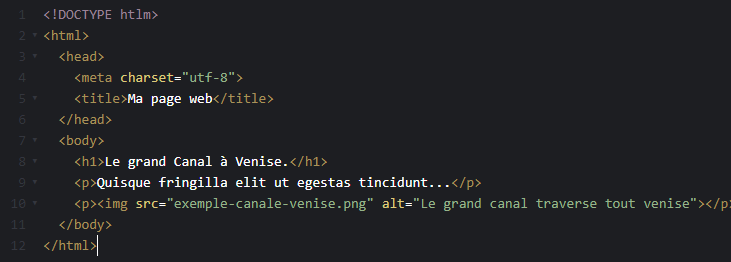 1 <!DOCTYPE htlm>
2 <html>
3 <head>
4 <meta charset="utf-8">
5 <title>Ma page web</title>
6 </head>
7 <body>
8 <h1>Le grand Canal à Venise.</h1>
9 <p>Quisque fringilla elit ut egestas tincidunt...</p>
10 <p><img src="exemple-canale-venise.png" alt="Le grand canal traverse tout venise"></p
11 </body>
12 </html>